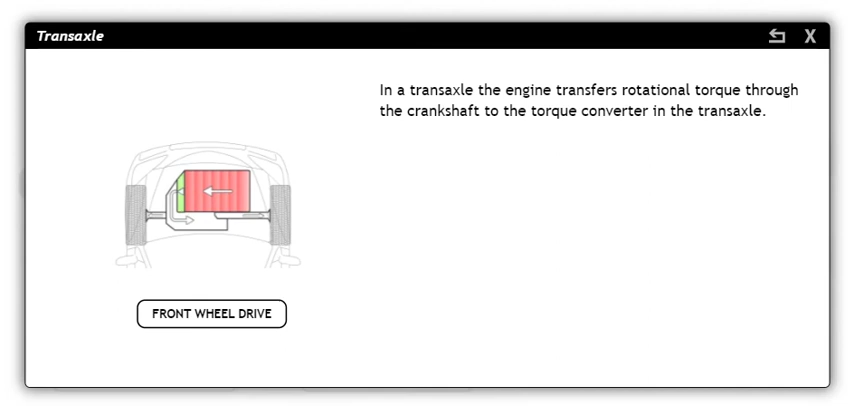 Transaxle
X
In a transaxle the engine transfers rotational torque through
the crankshaft to the torque converter in the transaxle.
FRONT WHEEL DRIVE